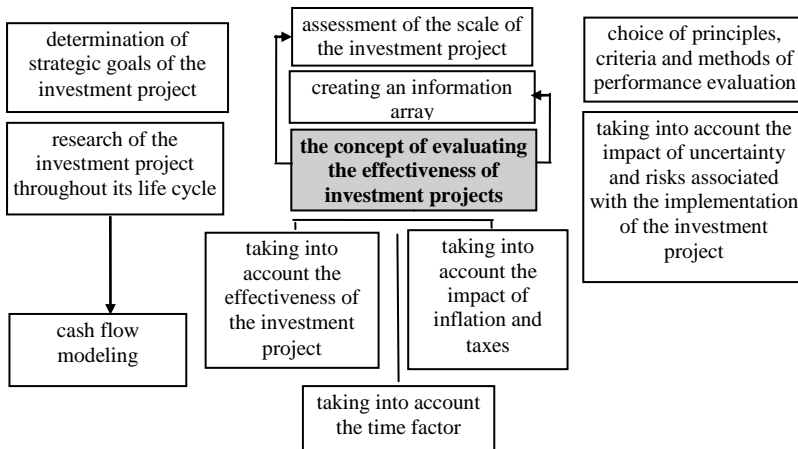 determination of
strategic goals of the
investment project
research of the
investment project
throughout its life cycle
cash flow
modeling
assessment of the scale of
the investment project
creating an information
array
the concept of evaluating
the effectiveness of
investment projects
taking into
account the
effectiveness of
the investment
project
taking into
account the
impact of
inflation and
taxes
taking into account
the time factor
choice of principles,
criteria and methods of
performance evaluation
taking into account the
impact of uncertainty
and risks associated
with the implementation
of the investment
project